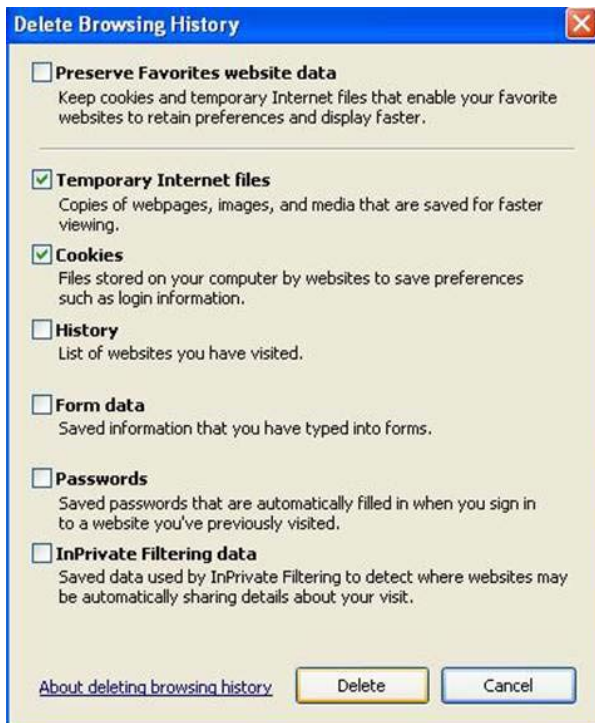 Delete Browsing History
Preserve Favorites website data
Keep cookies and temporary Internet files that enable your favorite
websites to retain preferences and display faster.
Temporary Internet files
Copies of webpages, images, and media that are saved for faster
viewing.
Cookies
Files stored on your computer by websites to save preferences
such as login information.
History
List of websites you have visited.
Form data
Saved information that you have typed into forms.
Passwords
Saved passwords that are automatically filled in when you sign in
to a website you've previously visited.
InPrivate Filtering data
Saved data used by InPrivate Filtering to detect where websites may
be automatically sharing details about your visit.
About deleting browsing history Delete Cancel